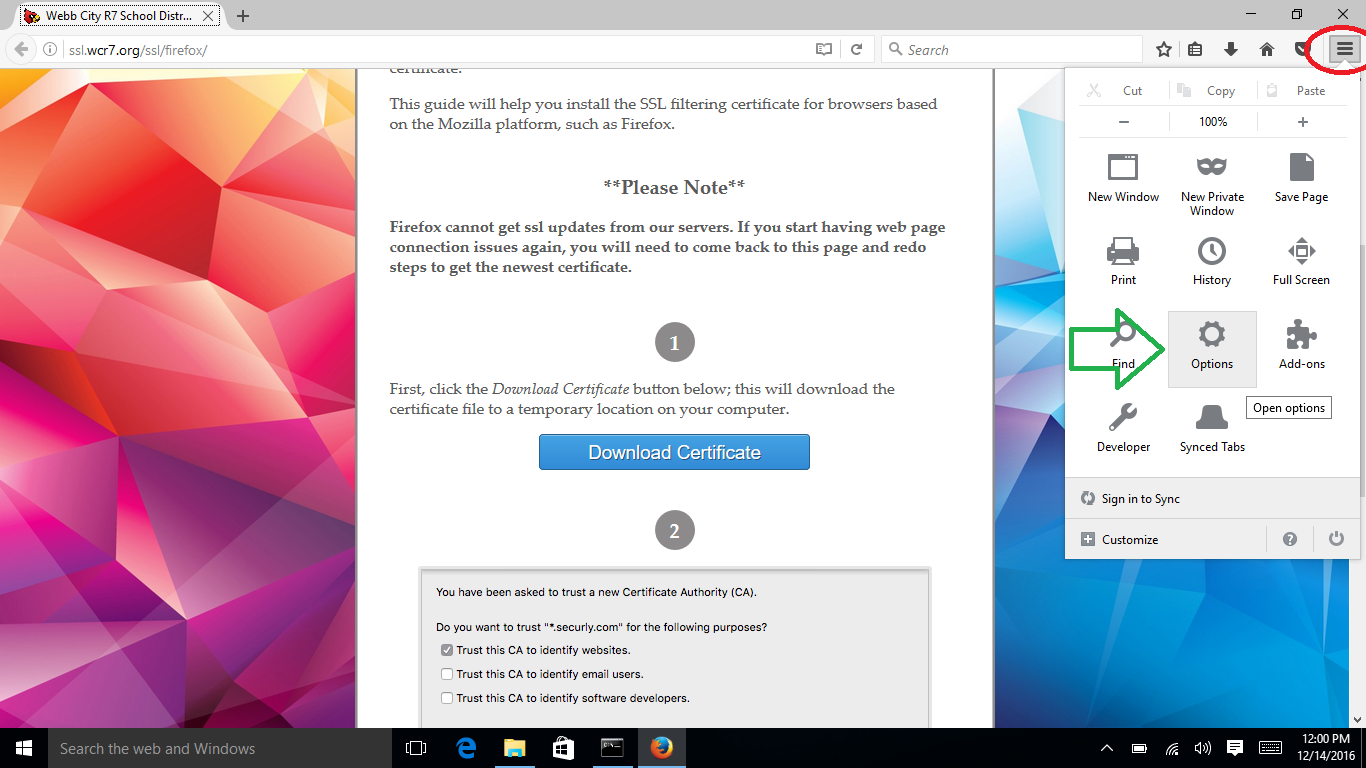 Webb City R7 School Distr...
ssl.wcr7.org/ssl/firefox/
Search
certificate.
This guide will help you install the SSL filtering certificate for browsers based
on the Mozilla platform, such as Firefox.
**Please Note**
Firefox cannot get ssl updates from our servers. If you start having web page
connection issues again, you will need to come back to this page and redo
steps to get the newest certificate.
1
First, click the Download Certificate button below; this will download the
certificate file to a temporary location on your computer.
Download Certificate
2
You have been asked to trust a new Certificate Authority (CA).
Do you want to trust "*.securly.com" for the following purposes?
Trust this CA to identify websites.
Trust this CA to identify email users.
Trust this CA to identify software developers.
Cut Copy Paste
− 100% +
New Window New Private Window Save Page
Print History Full Screen
Find Options Add-ons
Open options
Developer Synced Tabs
Sign in to Sync
Customize
Search the web and Windows
12:00 PM
12/14/2016